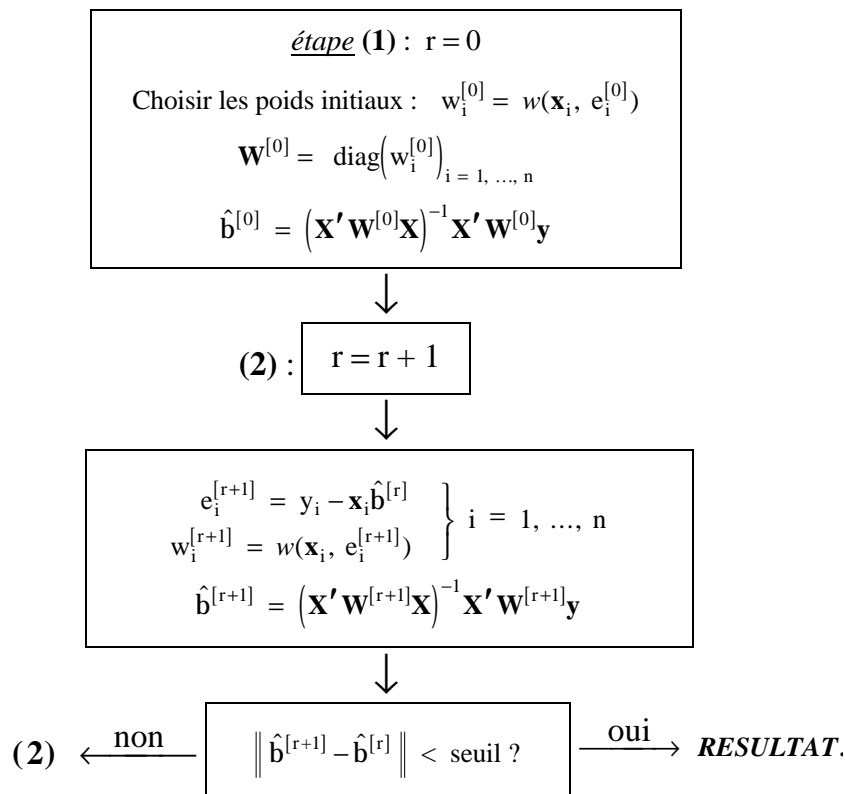 étape (1) : r = 0
Choisir les poids initiaux : w_i^{[0]} = w(x_i, e_i^{[0]})
W^{[0]} = diag(w_i^{[0]})_{i = 1, ..., n}
b̂^{[0]} = (X′ W^{[0]}X)^{−1} X′ W^{[0]}y
(2) : r = r + 1
e_i^{[r+1]} = y_i − x_i b̂^{[r]}
w_i^{[r+1]} = w(x_i, e_i^{[r+1]})
} i = 1, ..., n
b̂^{[r+1]} = (X′ W^{[r+1]}X)^{−1} X′ W^{[r+1]}y
(2) ← non ‖ b̂^{[r+1]} − b̂^{[r]} ‖ < seuil ? oui → RESULTAT.